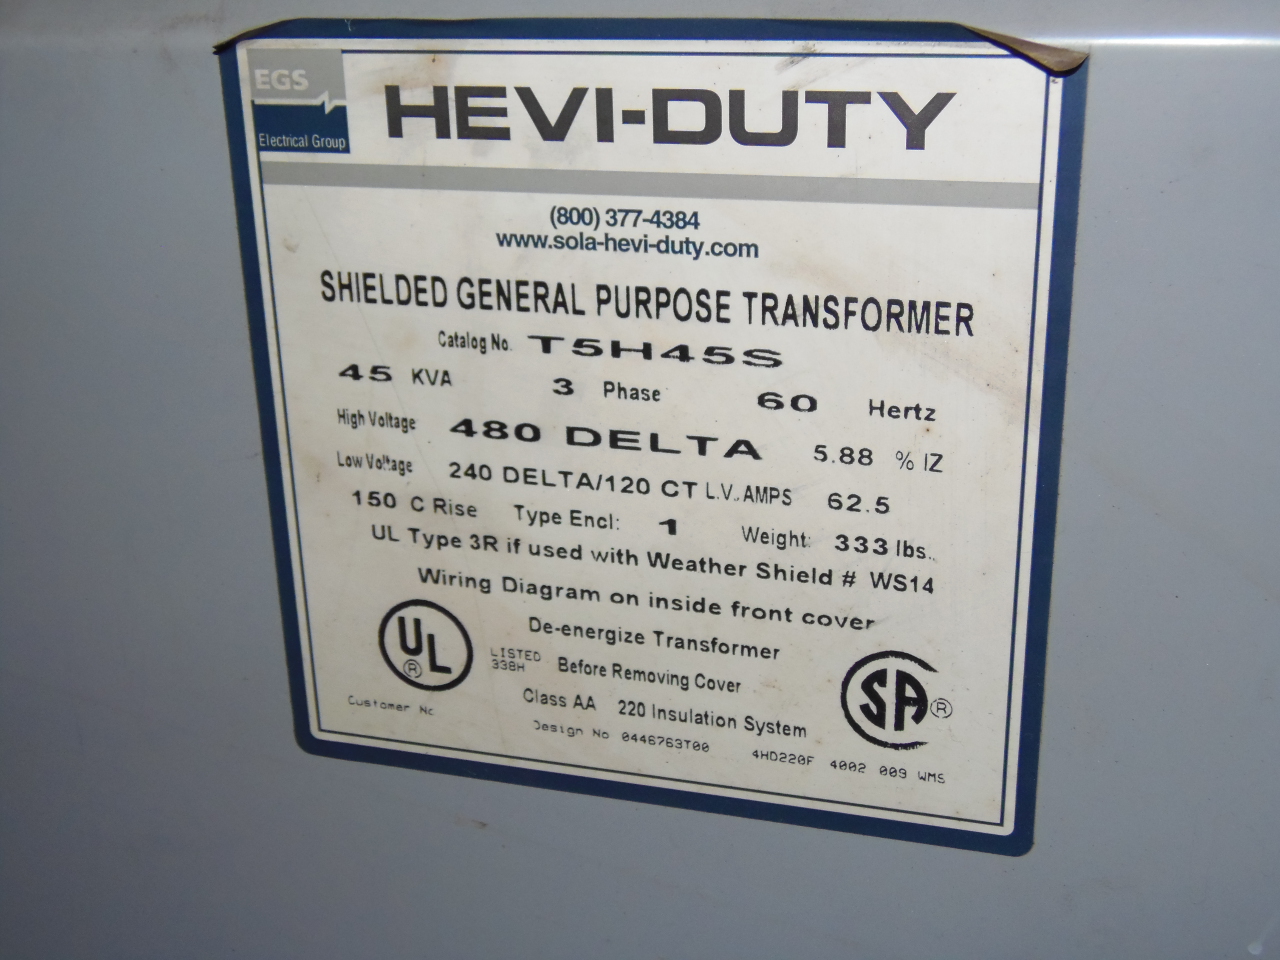 EGS
Electrical Group
HEVI-DUTY
(800) 377-4384
www.sola-hevi-duty.com
SHIELDED GENERAL PURPOSE TRANSFORMER
Catalog No. T5H45S
45 KVA 3 Phase 60 Hertz
High Voltage 480 DELTA 5.88 % IZ
Low Voltage 240 DELTA/120 CT L.V. AMPS 62.5
150 C Rise Type Encl: 1 Weight: 333 lbs.
UL Type 3R if used with Weather Shield # WS14
Wiring Diagram on inside front cover
De-energize Transformer
UL ® LISTED 338H Before Removing Cover
SA ®
Class AA 220 Insulation System
Customer No
Design No 0446763T00 4HD220F 4002 009 WMS